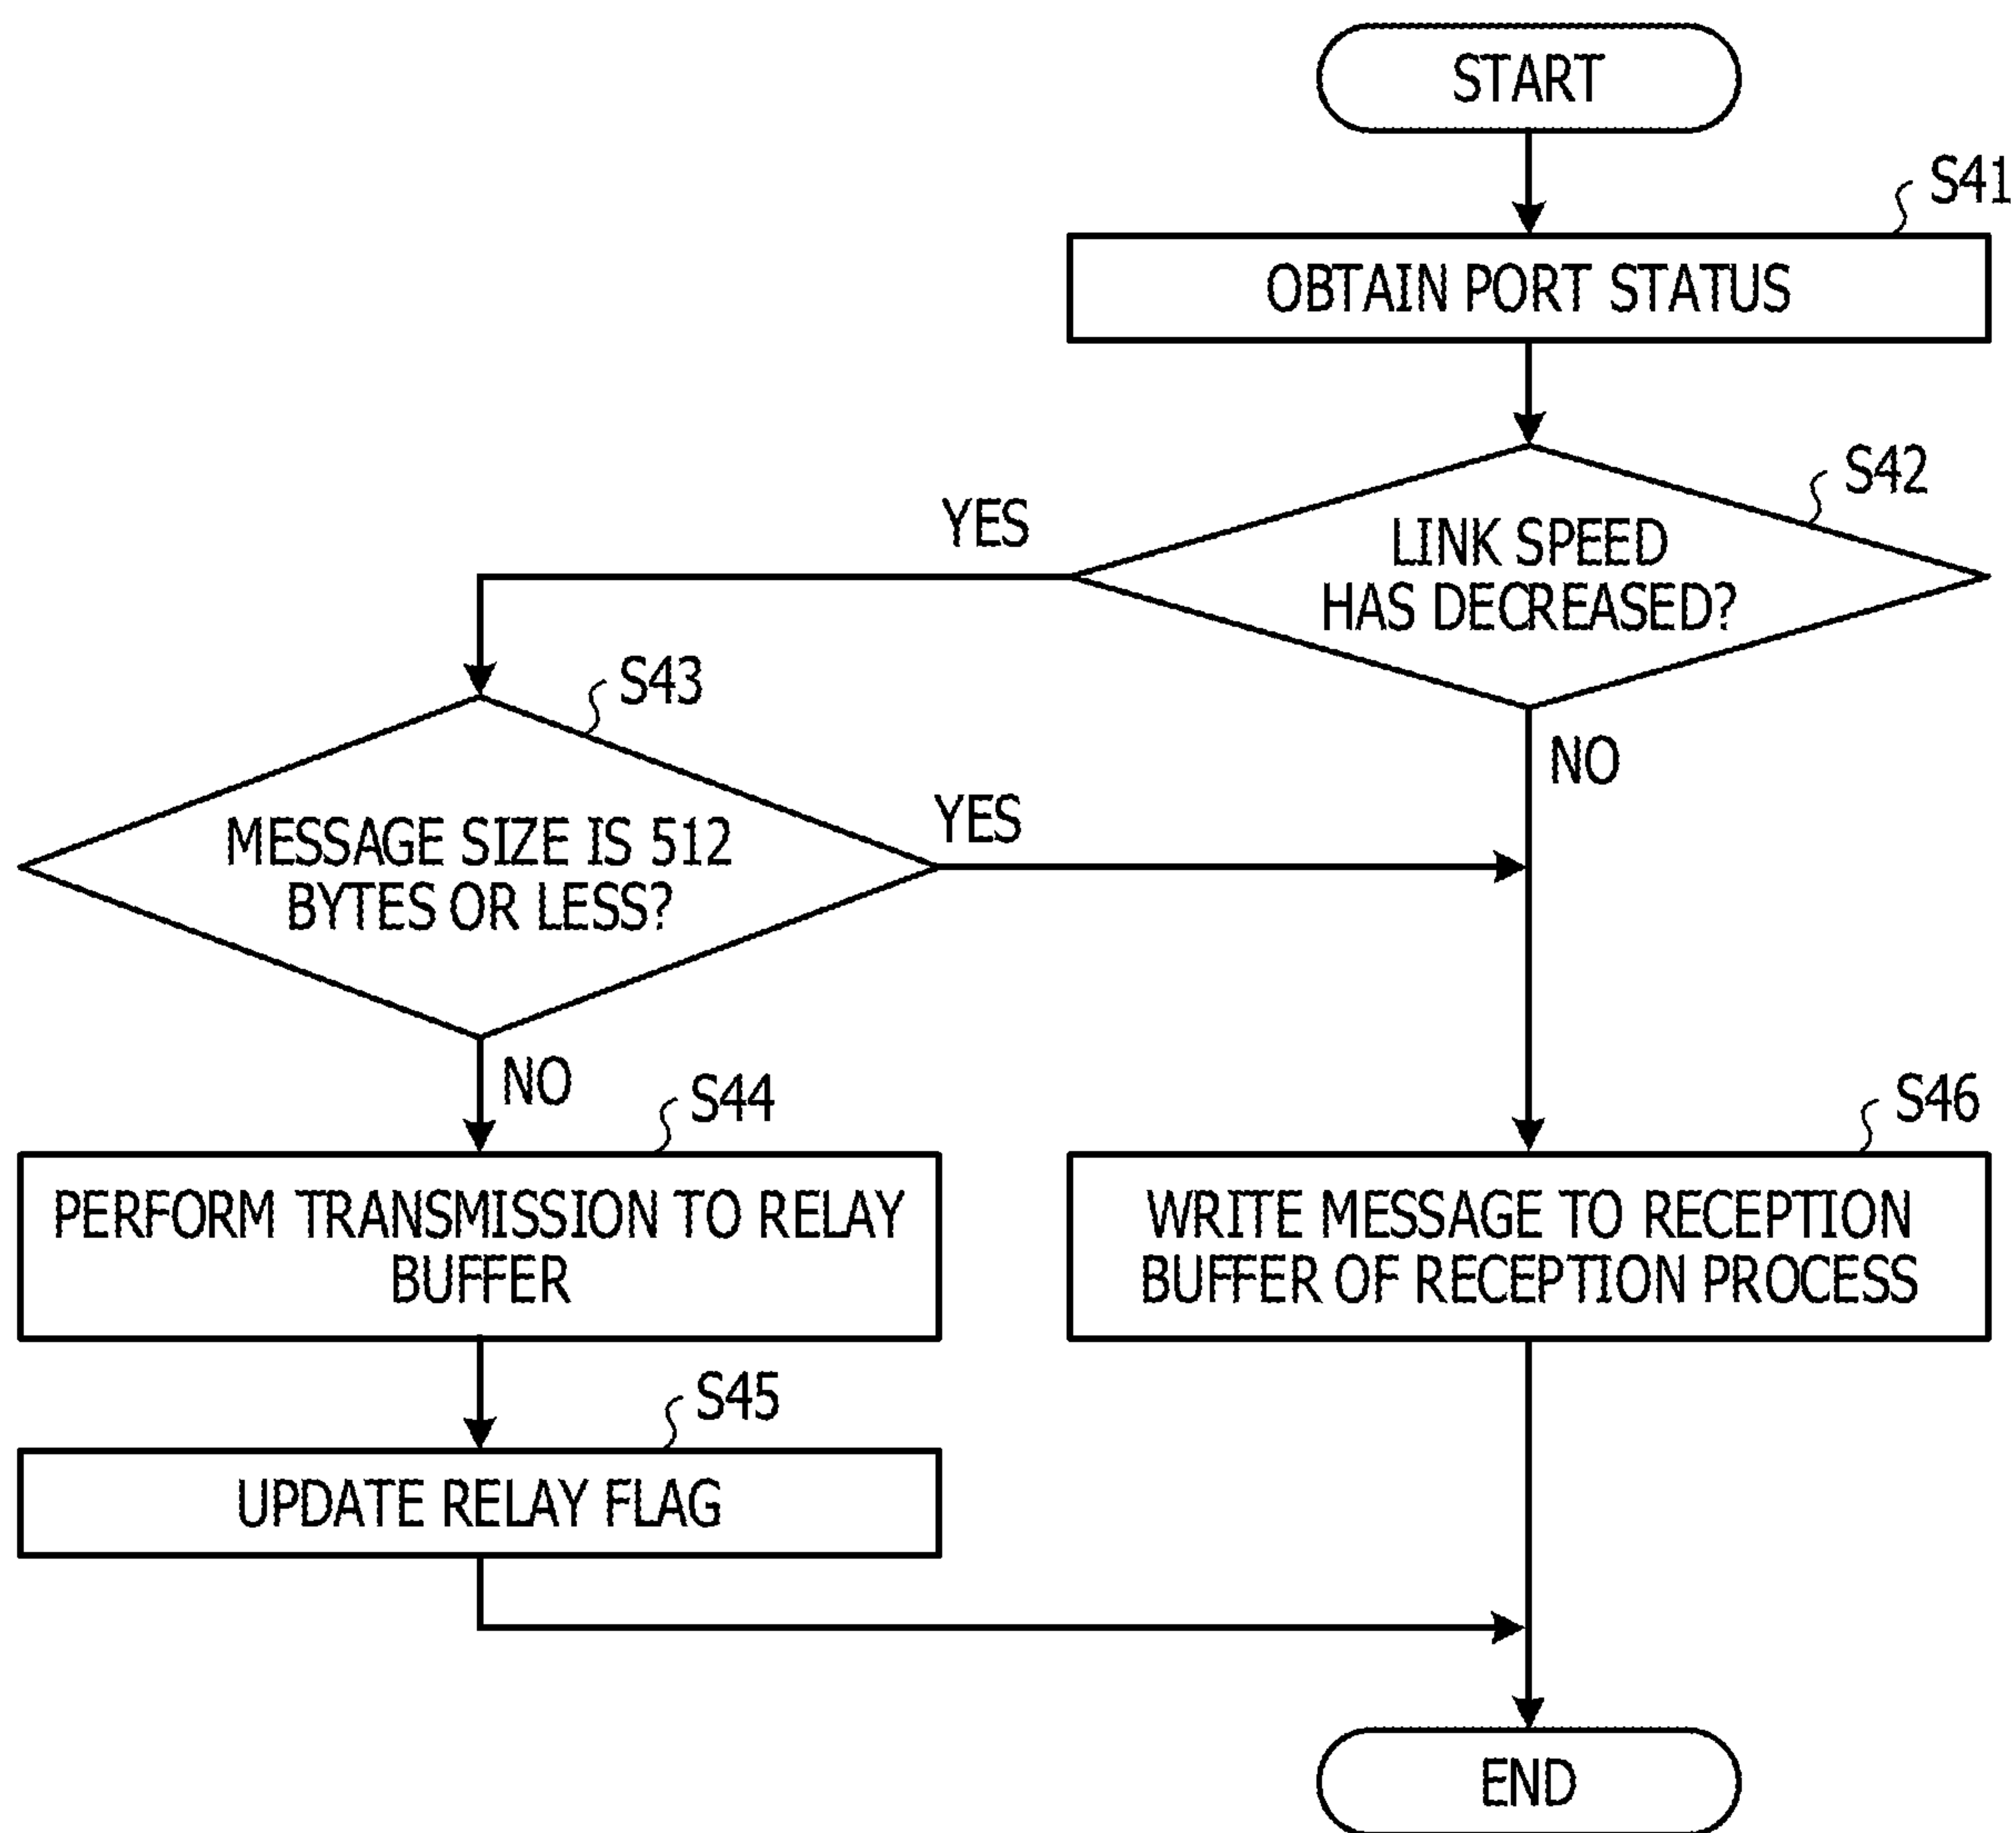 START
S41
OBTAIN PORT STATUS
S42
YES
LINK SPEED
HAS DECREASED?
S43
NO
YES
MESSAGE SIZE IS 512
BYTES OR LESS?
NO
S44
S46
PERFORM TRANSMISSION TO RELAY
BUFFER
WRITE MESSAGE TO RECEPTION
BUFFER OF RECEPTION PROCESS
S45
UPDATE RELAY FLAG
END